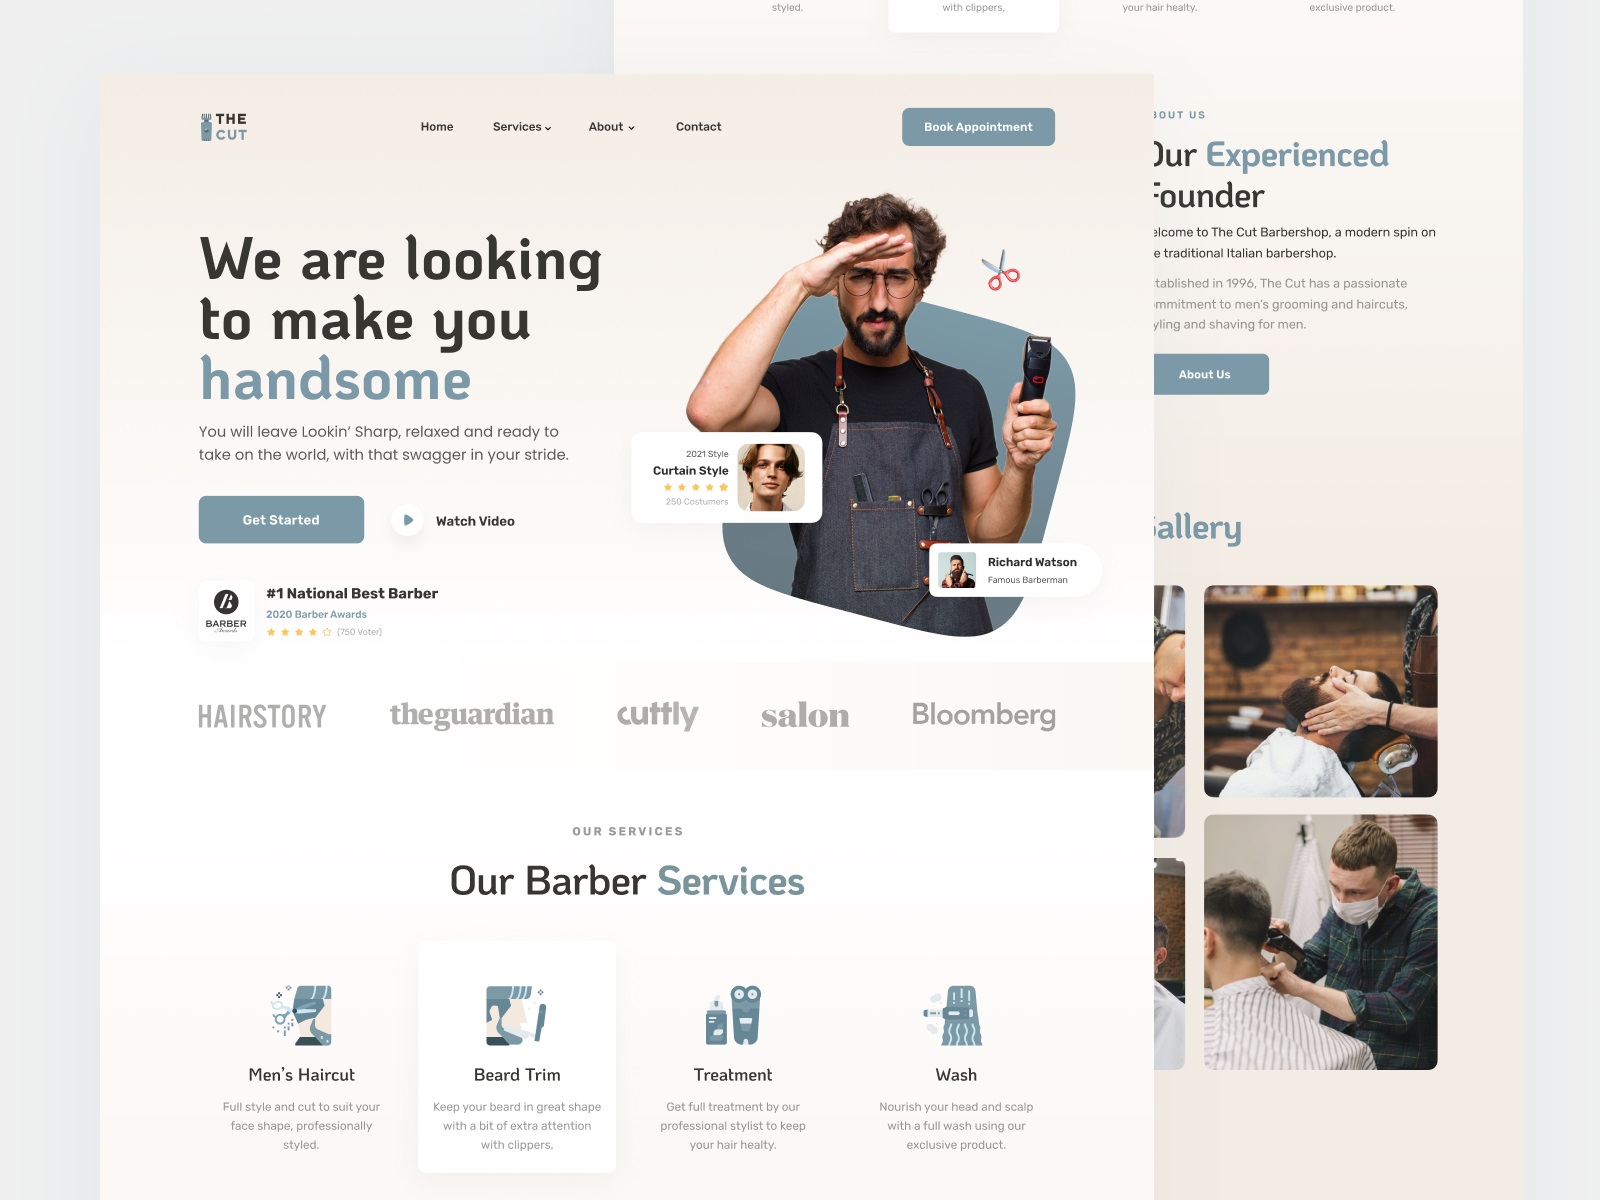 styled.
with clippers,
your hair healty.
exclusive product.
THE
CUT
Home
Services
About
Contact
Book Appointment
We are looking
to make you
handsome
You will leave Lookin’ Sharp, relaxed and ready to
take on the world, with that swagger in your stride.
Get Started
Watch Video
BARBER
Awards
#1 National Best Barber
2020 Barber Awards
(750 Voter)
2021 Style
Curtain Style
250 Costumers
Richard Watson
Famous Barberman
HAIRSTORY
theguardian
cuttly
salon
Bloomberg
OUR SERVICES
Our Barber Services
Men’s Haircut
Full style and cut to suit your
face shape, professionally
styled.
Beard Trim
Keep your beard in great shape
with a bit of extra attention
with clippers,
Treatment
Get full treatment by our
professional stylist to keep
your hair healty.
Wash
Nourish your head and scalp
with a full wash using our
exclusive product.
BOUT US
Our Experienced
Founder
elcome to The Cut Barbershop, a modern spin on
e traditional Italian barbershop.
tablished in 1996, The Cut has a passionate
mmitment to men’s grooming and haircuts,
yling and shaving for men.
About Us
Gallery